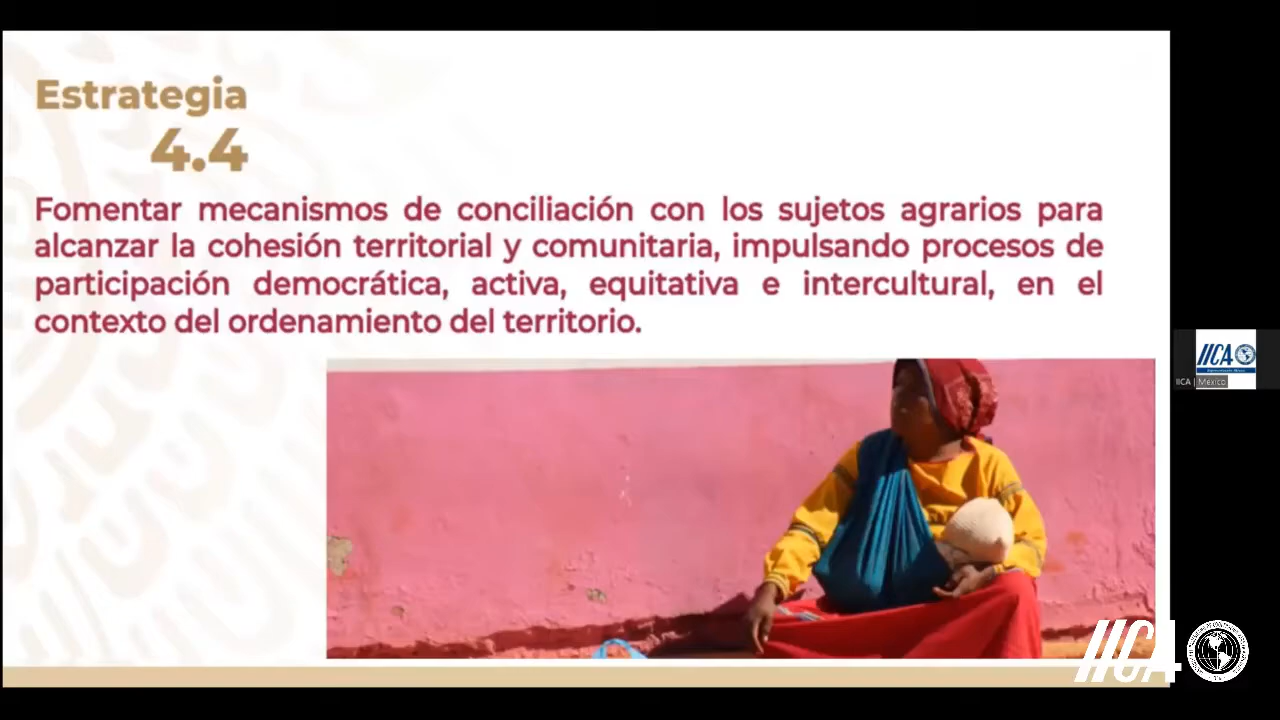 Estrategia
4.4
Fomentar mecanismos de conciliación con los sujetos agrarios para
alcanzar la cohesión territorial y comunitaria, impulsando procesos de
participación democrática, activa, equitativa e intercultural, en el
contexto del ordenamiento del territorio.
IICA
IICA | México
IICA